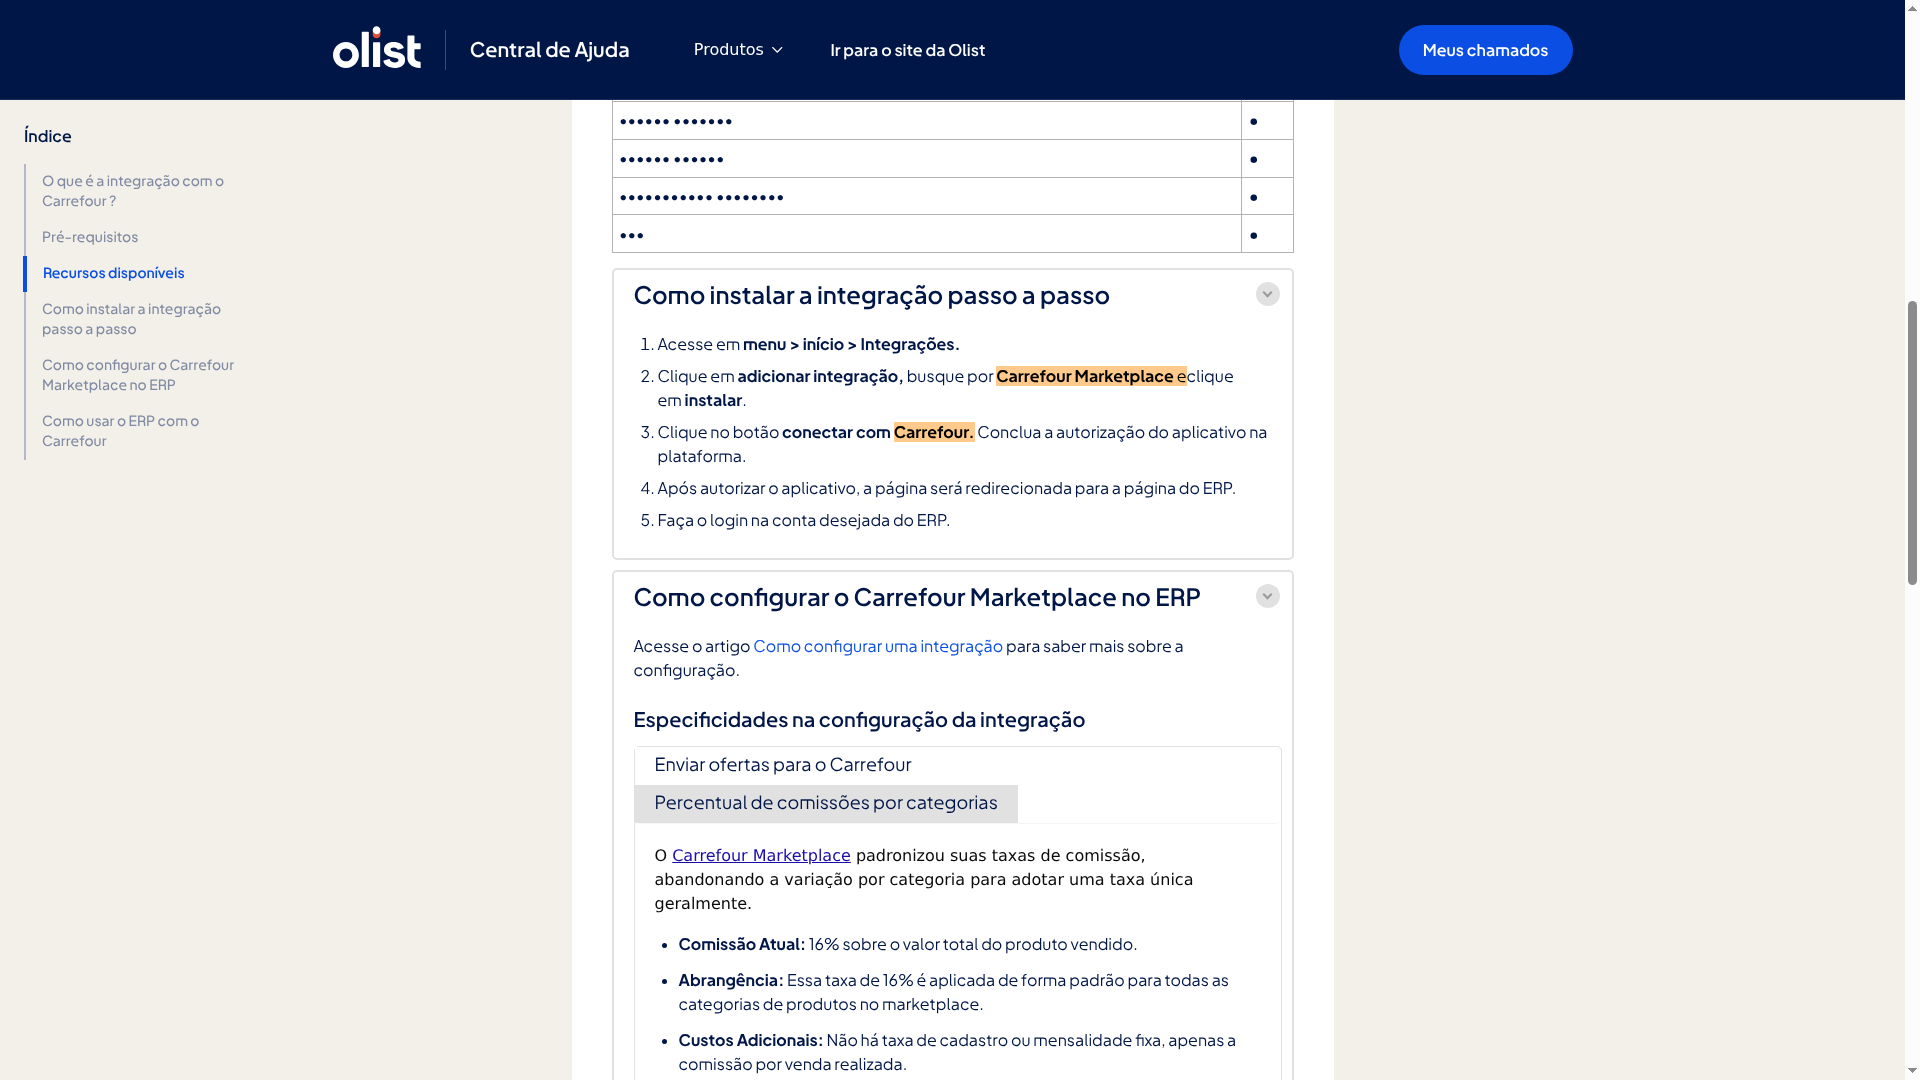 olist
Central de Ajuda
Produtos
Ir para o site da Olist
Meus chamados
Índice
O que é a integração com o
Carrefour ?
Pré-requisitos
Recursos disponíveis
Como instalar a integração
passo a passo
Como configurar o Carrefour
Marketplace no ERP
Como usar o ERP com o
Carrefour
•••••• ••••••• •
•••••• •••••• •
••••••••••• •••••••• •
••• •
Como instalar a integração passo a passo
1. Acesse em menu > início > Integrações.
2. Clique em adicionar integração, busque por Carrefour Marketplace eclique
em instalar.
3. Clique no botão conectar com Carrefour. Conclua a autorização do aplicativo na
plataforma.
4. Após autorizar o aplicativo, a página será redirecionada para a página do ERP.
5. Faça o login na conta desejada do ERP.
Como configurar o Carrefour Marketplace no ERP
Acesse o artigo Como configurar uma integração para saber mais sobre a
configuração.
Especificidades na configuração da integração
Enviar ofertas para o Carrefour
Percentual de comissões por categorias
O Carrefour Marketplace padronizou suas taxas de comissão,
abandonando a variação por categoria para adotar uma taxa única
geralmente.
• Comissão Atual: 16% sobre o valor total do produto vendido.
• Abrangência: Essa taxa de 16% é aplicada de forma padrão para todas as
categorias de produtos no marketplace.
• Custos Adicionais: Não há taxa de cadastro ou mensalidade fixa, apenas a
comissão por venda realizada.